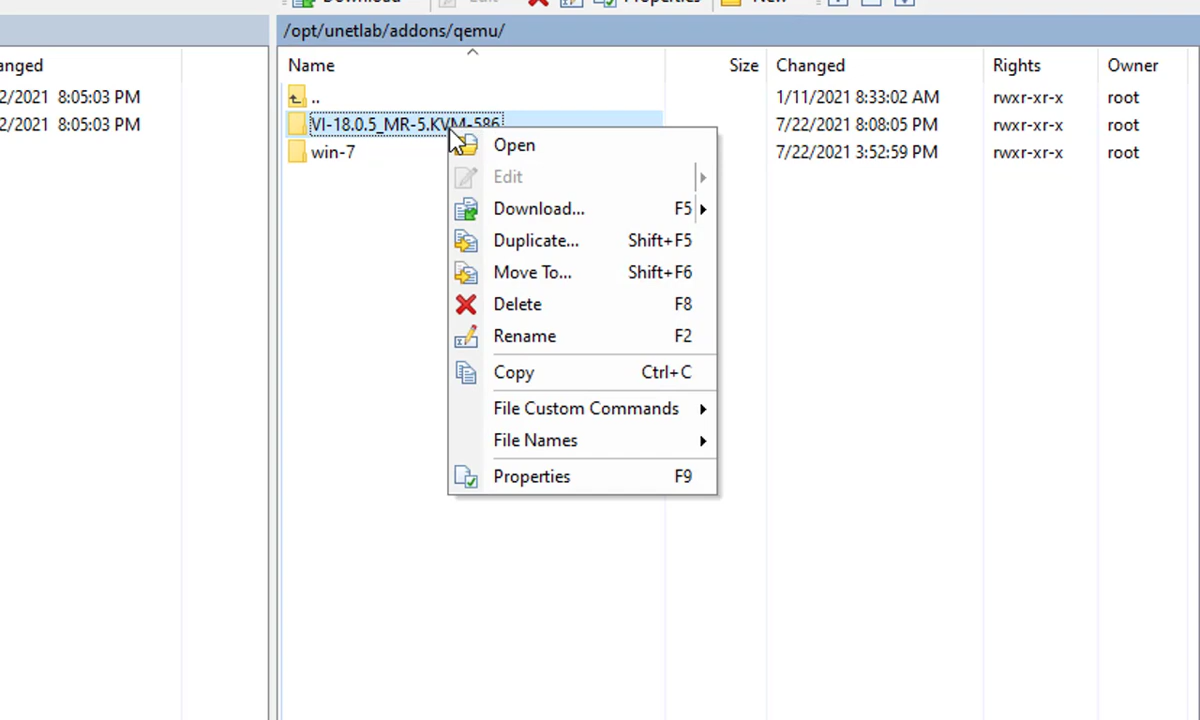 Download Edit Properties New
/opt/unetlab/addons/qemu/
anged Name Size Changed Rights Owner
2/2021 8:05:03 PM .. 1/11/2021 8:33:02 AM rwxr-xr-x root
2/2021 8:05:03 PM VI-18.0.5_MR-5.KVM-586 7/22/2021 8:08:05 PM rwxr-xr-x root
win-7 7/22/2021 3:52:59 PM rwxr-xr-x root
Open
Edit
Download... F5
Duplicate... Shift+F5
Move To... Shift+F6
Delete F8
Rename F2
Copy Ctrl+C
File Custom Commands
File Names
Properties F9